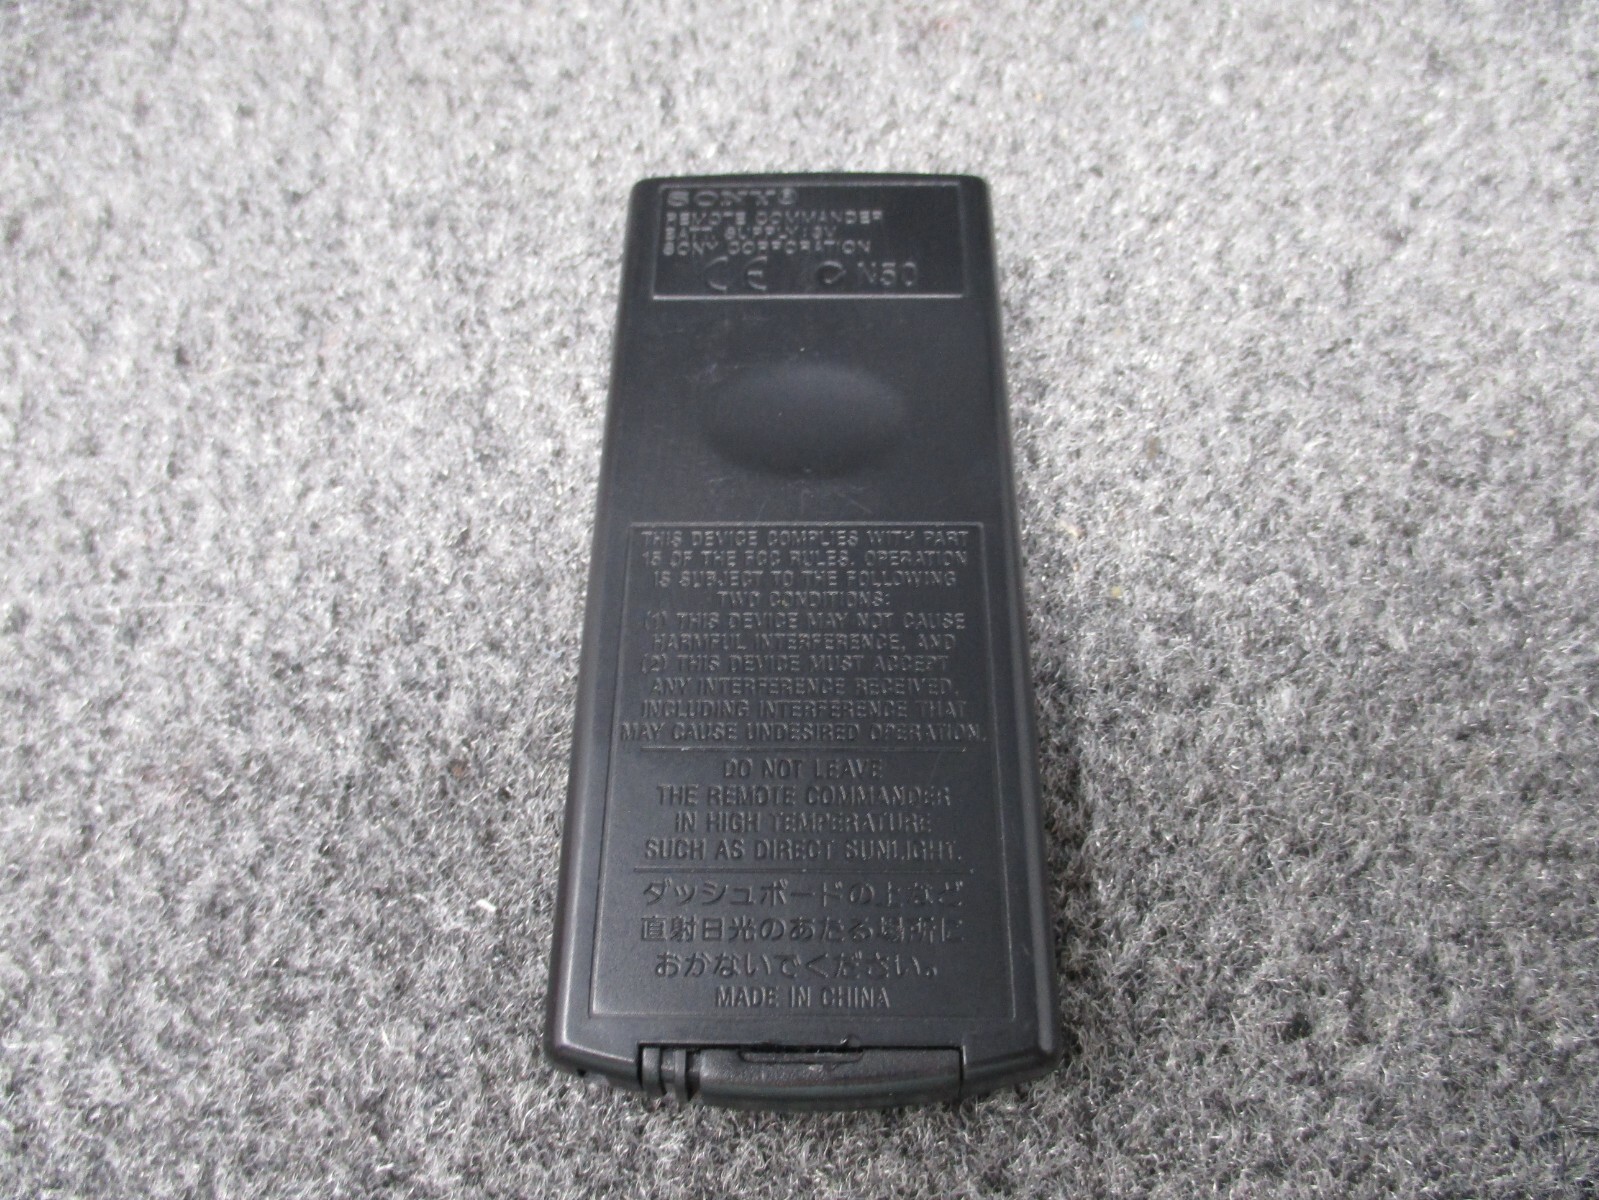 SONY®
REMOTE COMMANDER
BATT SUPPLY:3V
SONY CORPORATION
CE N50
THIS DEVICE COMPLIES WITH PART
15 OF THE FCC RULES. OPERATION
IS SUBJECT TO THE FOLLOWING
TWO CONDITIONS:
(1) THIS DEVICE MAY NOT CAUSE
HARMFUL INTERFERENCE, AND
(2) THIS DEVICE MUST ACCEPT
ANY INTERFERENCE RECEIVED,
INCLUDING INTERFERENCE THAT
MAY CAUSE UNDESIRED OPERATION.
DO NOT LEAVE
THE REMOTE COMMANDER
IN HIGH TEMPERATURE
SUCH AS DIRECT SUNLIGHT.
ダッシュボードの上など
直射日光のあたる場所に
おかないでください。
MADE IN CHINA